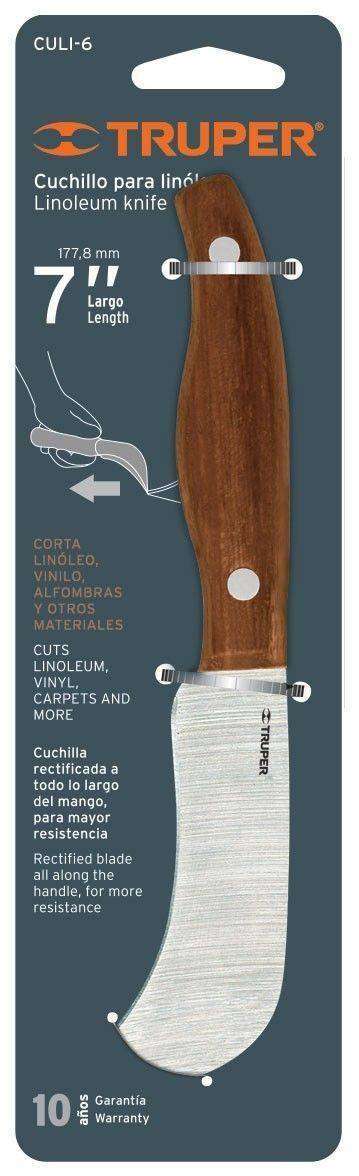 CULI-6
TRUPER®
Cuchillo para linól
Linoleum knife
177,8 mm
7"
Largo
Length
CORTA
LINÓLEO,
VINILO,
ALFOMBRAS
Y OTROS
MATERIALES
CUTS
LINOLEUM,
VINYL,
CARPETS AND
MORE
TRUPER
Cuchilla
rectificada a
todo lo largo
del mango,
para mayor
resistencia
Rectified blade
all along the
handle, for more
resistance
10 años
Garantía
Warranty